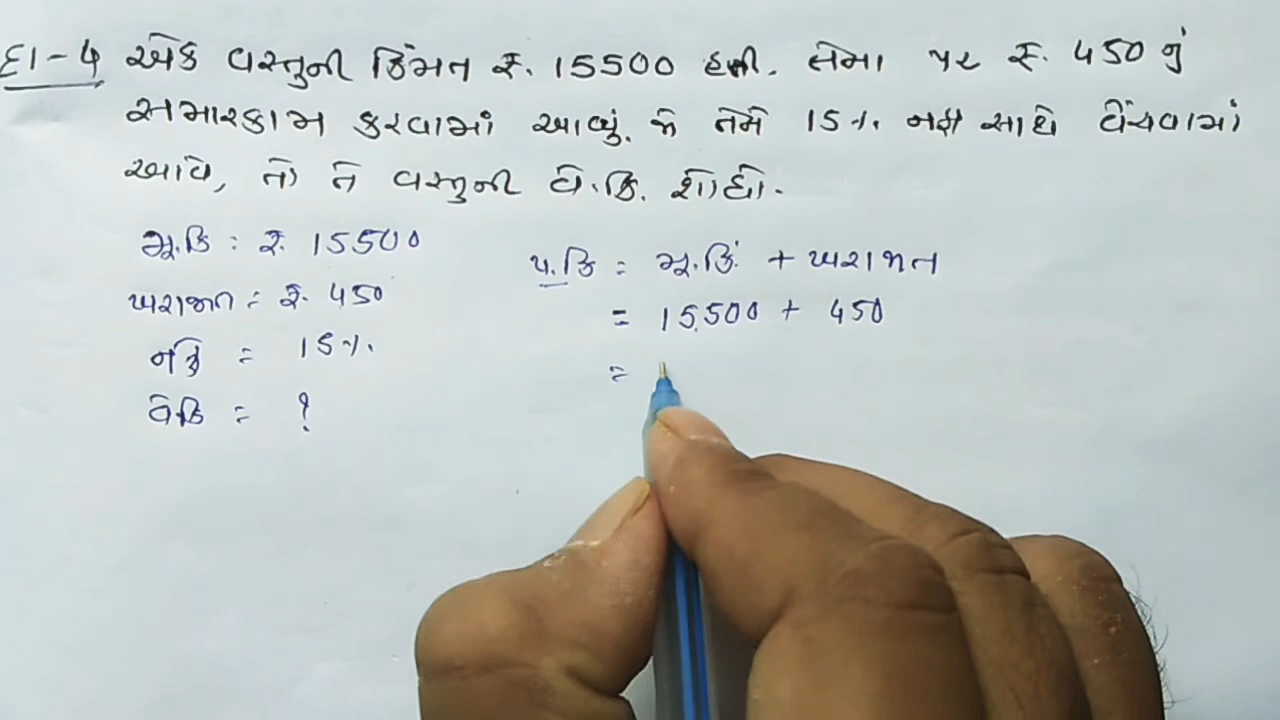 દા-4 એક વસ્તુની કિંમત રૂ. 15500 હતી. તેના પર રૂ. 450 નું
સમારકામ કરવામાં આવ્યું. જો તેને 15% નફા સાથે વેંચવામાં
આવે, તો તે વસ્તુની વે.કિ. શોધો.
મૂ.કિ : રૂ. 15500
ખરાજાત = રૂ. 450
નફો = 15%
વેકિ = ?
પ.કિ = મૂ.કિં + ખરાજાત
= 15500 + 450
=